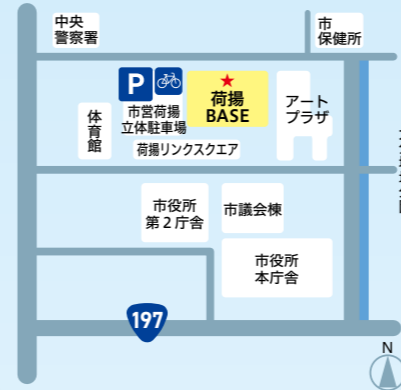 中央
警察署
市
保健所
P
荷揚
BASE
アート
プラザ
体育館
市営荷揚
立体駐車場
荷揚リンクスクエア
市役所
第2庁舎
市議会棟
市役所
本庁舎
197
N